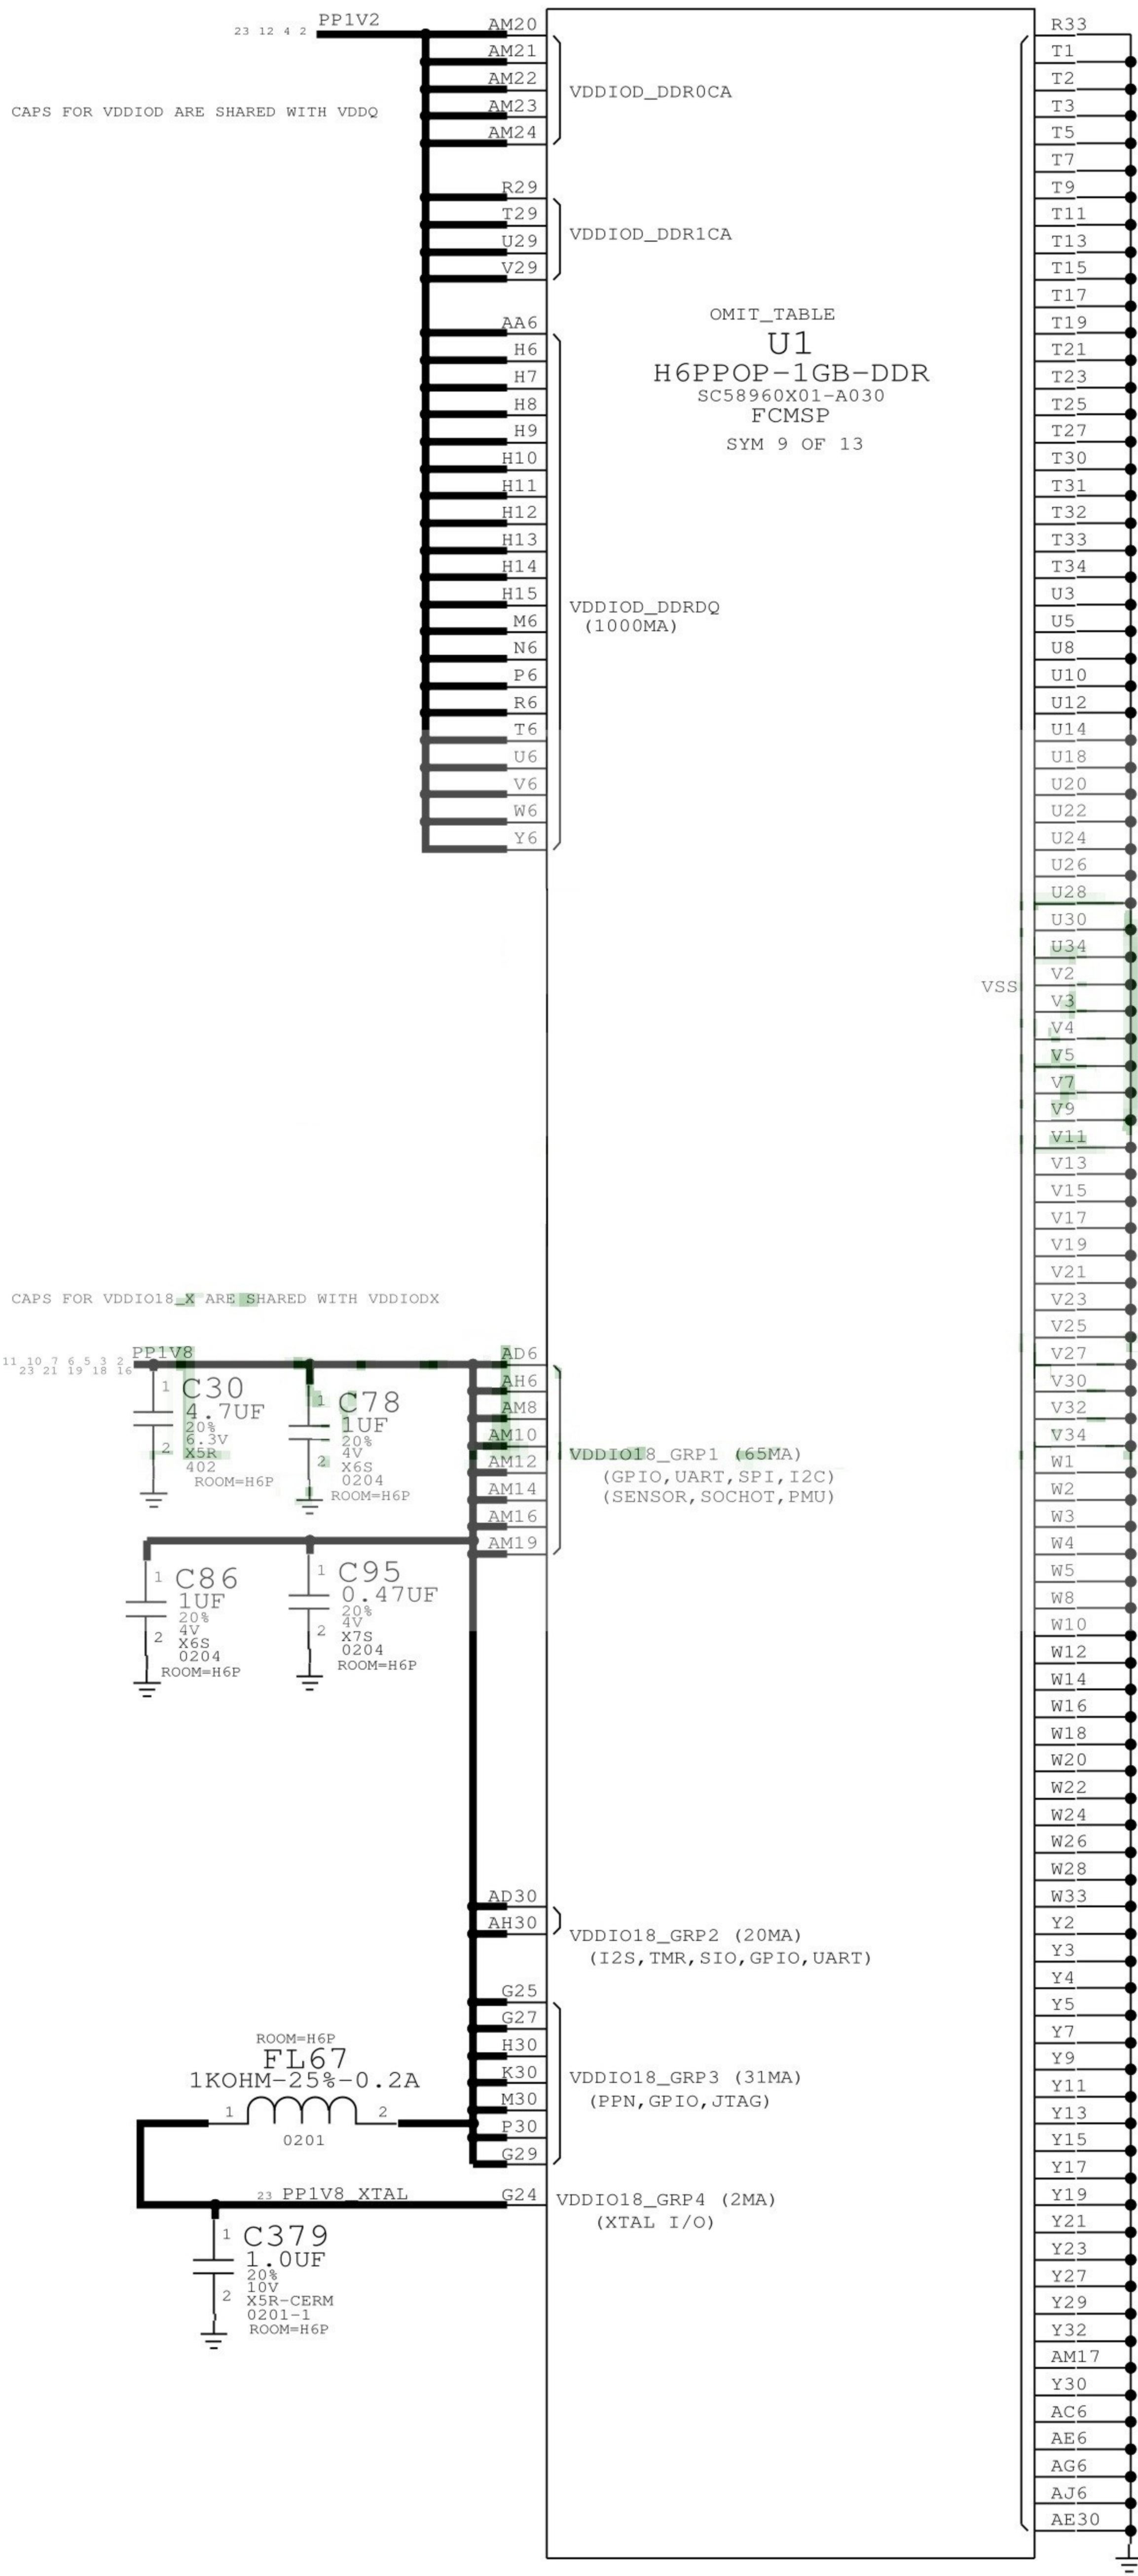 PP1V2
23 12 4 2
CAPS FOR VDDIOD ARE SHARED WITH VDDQ
AM20
AM21
AM22
AM23
AM24
VDDIOD_DDR0CA
R29
T29
U29
V29
VDDIOD_DDR1CA
OMIT_TABLE
U1
H6PPOP-1GB-DDR
SC58960X01-A030
FCMSP
SYM 9 OF 13
AA6
H6
H7
H8
H9
H10
H11
H12
H13
H14
H15
M6
N6
P6
R6
T6
U6
V6
W6
Y6
VDDIOD_DDRDQ
(1000MA)
CAPS FOR VDDIO18_X ARE SHARED WITH VDDIODX
PP1V8
11 10 7 6 5 3 2
23 21 19 18 16
1
C30
4.7UF
20%
6.3V
2
X5R
402
ROOM=H6P
1
C78
1UF
20%
4V
2
X6S
0204
ROOM=H6P
1
C86
1UF
20%
4V
2
X6S
0204
ROOM=H6P
1
C95
0.47UF
20%
4V
2
X7S
0204
ROOM=H6P
AD6
AH6
AM8
AM10
AM12
AM14
AM16
AM19
VDDIO18_GRP1 (65MA)
(GPIO,UART,SPI,I2C)
(SENSOR,SOCHOT,PMU)
AD30
AH30
VDDIO18_GRP2 (20MA)
(I2S,TMR,SIO,GPIO,UART)
G25
G27
H30
K30
M30
P30
G29
VDDIO18_GRP3 (31MA)
(PPN,GPIO,JTAG)
ROOM=H6P
FL67
1KOHM-25%-0.2A
1
2
0201
23 PP1V8_XTAL
G24
VDDIO18_GRP4 (2MA)
(XTAL I/O)
1
C379
1.0UF
20%
10V
2
X5R-CERM
0201-1
ROOM=H6P
VSS
R33
T1
T2
T3
T5
T7
T9
T11
T13
T15
T17
T19
T21
T23
T25
T27
T30
T31
T32
T33
T34
U3
U5
U8
U10
U12
U14
U18
U20
U22
U24
U26
U28
U30
U34
V2
V3
V4
V5
V7
V9
V11
V13
V15
V17
V19
V21
V23
V25
V27
V30
V32
V34
W1
W2
W3
W4
W5
W8
W10
W12
W14
W16
W18
W20
W22
W24
W26
W28
W33
Y2
Y3
Y4
Y5
Y7
Y9
Y11
Y13
Y15
Y17
Y19
Y21
Y23
Y27
Y29
Y32
AM17
Y30
AC6
AE6
AG6
AJ6
AE30